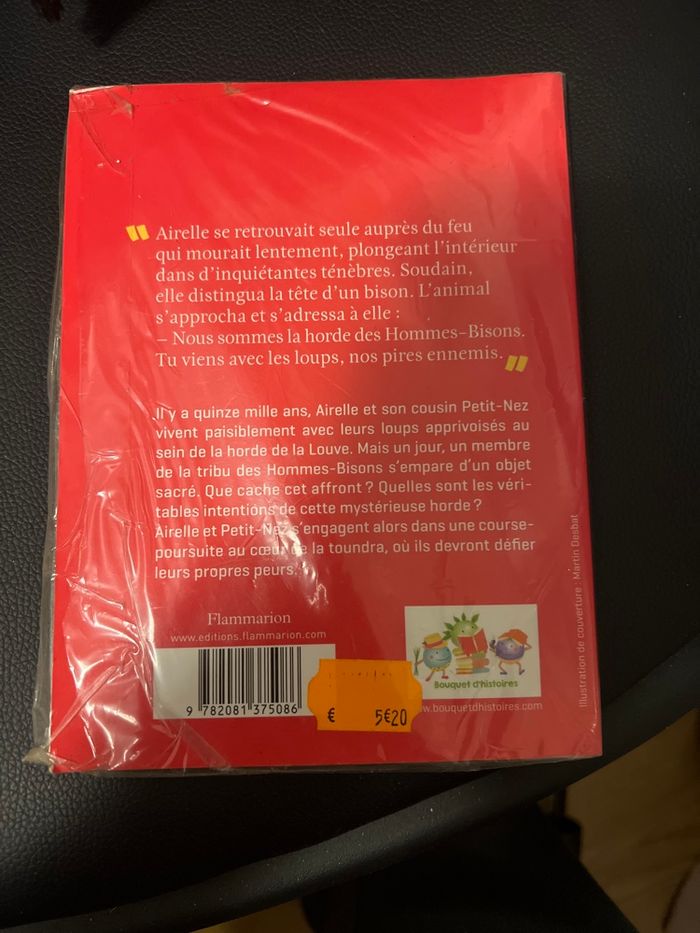 " Airelle se retrouvait seule auprès du feu
qui mourait lentement, plongeant l'intérieur
dans d'inquiétantes ténèbres. Soudain,
elle distingua la tête d'un bison. L'animal
s'approcha et s'adressa à elle :
– Nous sommes la horde des Hommes-Bisons.
Tu viens avec les loups, nos pires ennemis. "
Il y a quinze mille ans, Airelle et son cousin Petit-Nez
vivent paisiblement avec leurs loups apprivoisés au
sein de la horde de la Louve. Mais un jour, un membre
de la tribu des Hommes-Bisons s'empare d'un objet
sacré. Que cache cet affront ? Quelles sont les véri-
tables intentions de cette mystérieuse horde ?
Airelle et Petit-Nez s'engagent alors dans une course-
poursuite au cœur de la toundra, où ils devront défier
leurs propres peurs.
Flammarion
www.editions.flammarion.com
9 782081 375086
€ 5€20
Bouquet d'histoires
www.bouquetdhistoires.com
Illustration de couverture : Martin Desbat